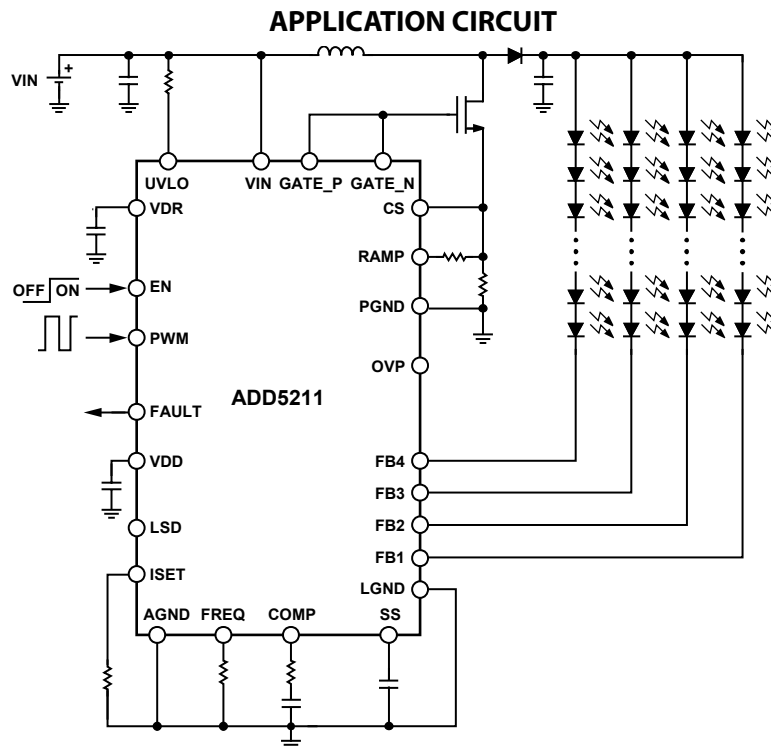 APPLICATION CIRCUIT
VIN
+
UVLO
VIN
GATE_P
GATE_N
VDR
CS
RAMP
OFF
ON
EN
PGND
PWM
OVP
ADD5211
FAULT
VDD
FB4
FB3
LSD
FB2
FB1
ISET
LGND
AGND
FREQ
COMP
SS